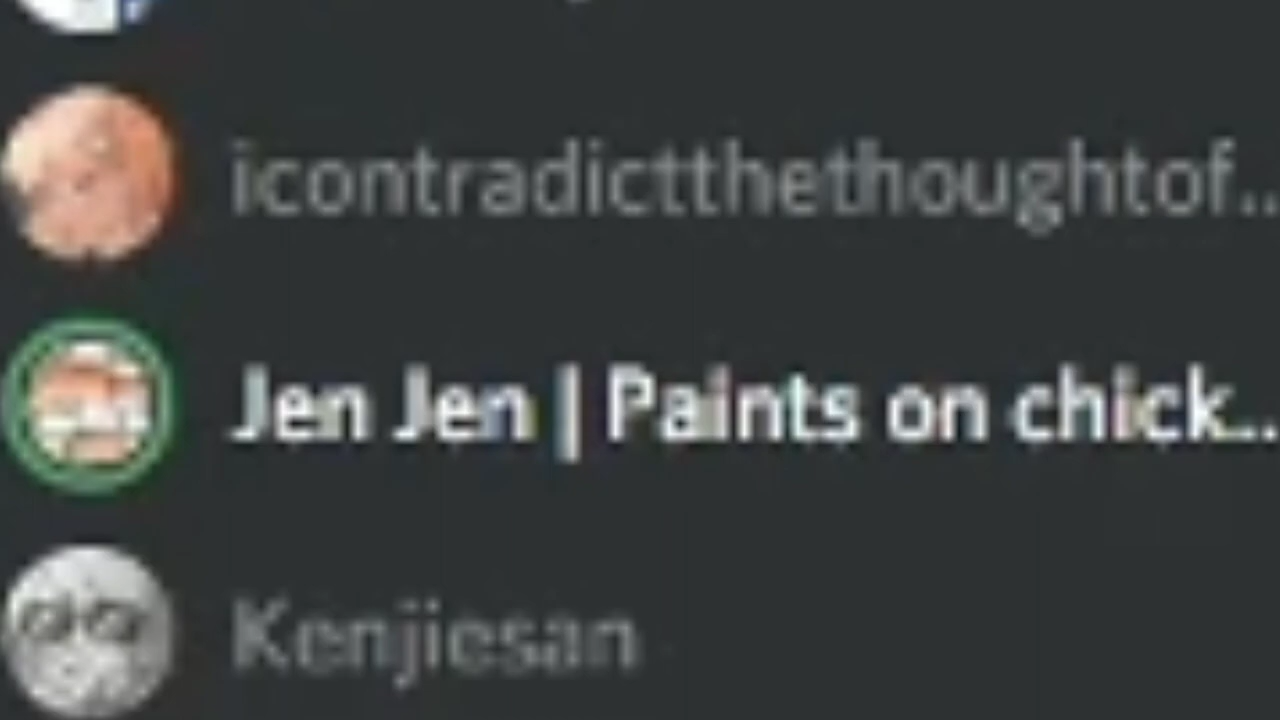 icontradictthethoughtof..
Jen Jen | Paints on chick..
Kenjiesan